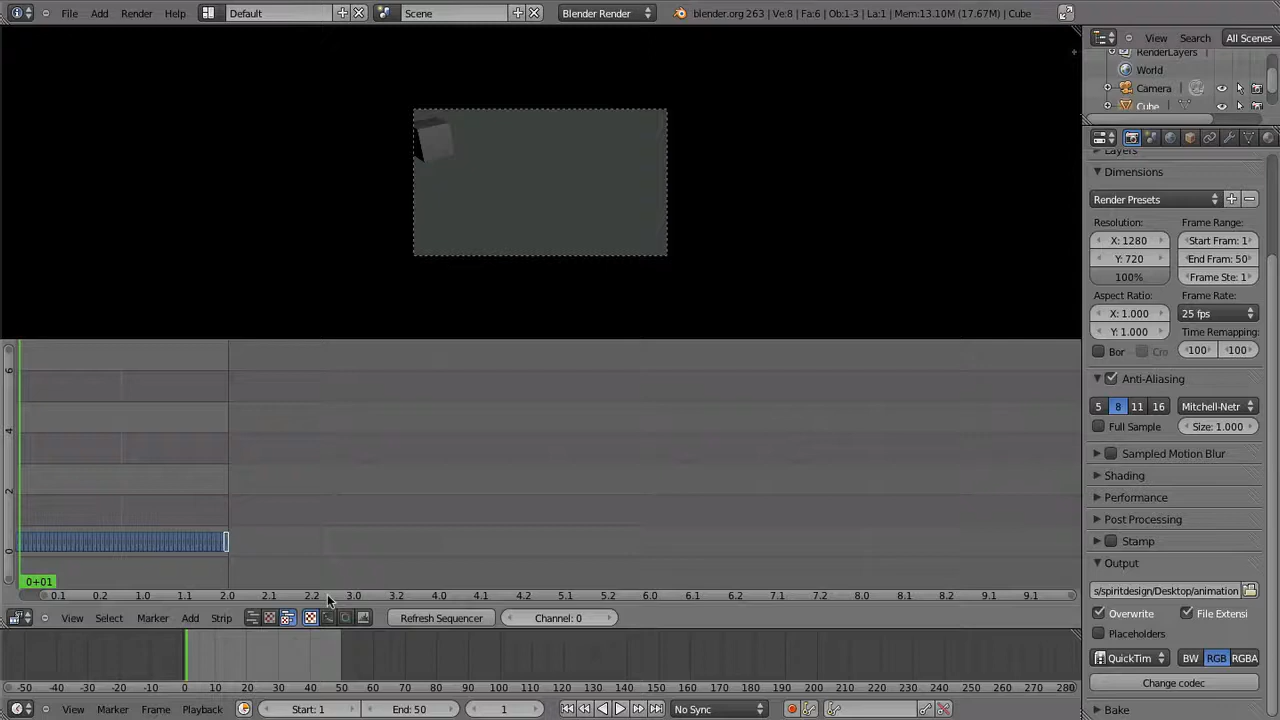 File Add Render Help Default Scene Blender Render blender.org 263 | Ve:8 | Fa:6 | Ob:1-3 | La:1 | Mem:13.10M (17.67M) | Cube
View Search All Scenes
RenderLayers
World
Camera
Cube
Layers
Dimensions
Render Presets
Resolution: Frame Range:
X: 1280 Start Fram: 1
Y: 720 End Fram: 50
100% Frame Ste: 1
Aspect Ratio: Frame Rate:
X: 1.000 25 fps
Y: 1.000 Time Remapping:
Bor Cro 100 100
Anti-Aliasing
5 8 11 16 Mitchell-Netr
Full Sample Size: 1.000
Sampled Motion Blur
Shading
Performance
Post Processing
Stamp
Output
s/spiritdesign/Desktop/animation
Overwrite File Extensi
Placeholders
QuickTim BW RGB RGBA
Change codec
Bake
6
4
2
0
0+01
0.1 0.2 1.0 1.1 2.0 2.1 2.2 3.0 3.2 4.0 4.1 5.1 5.2 6.0 6.1 7.1 7.2 8.0 8.1 9.1 9.1
View Select Marker Add Strip Refresh Sequencer Channel: 0
-50 -40 -30 -20 -10 0 10 20 30 40 50 60 70 80 90 100 110 120 130 140 150 160 170 180 190 200 210 220 230 240 250 260 270 280
View Marker Frame Playback Start: 1 End: 50 1 No Sync